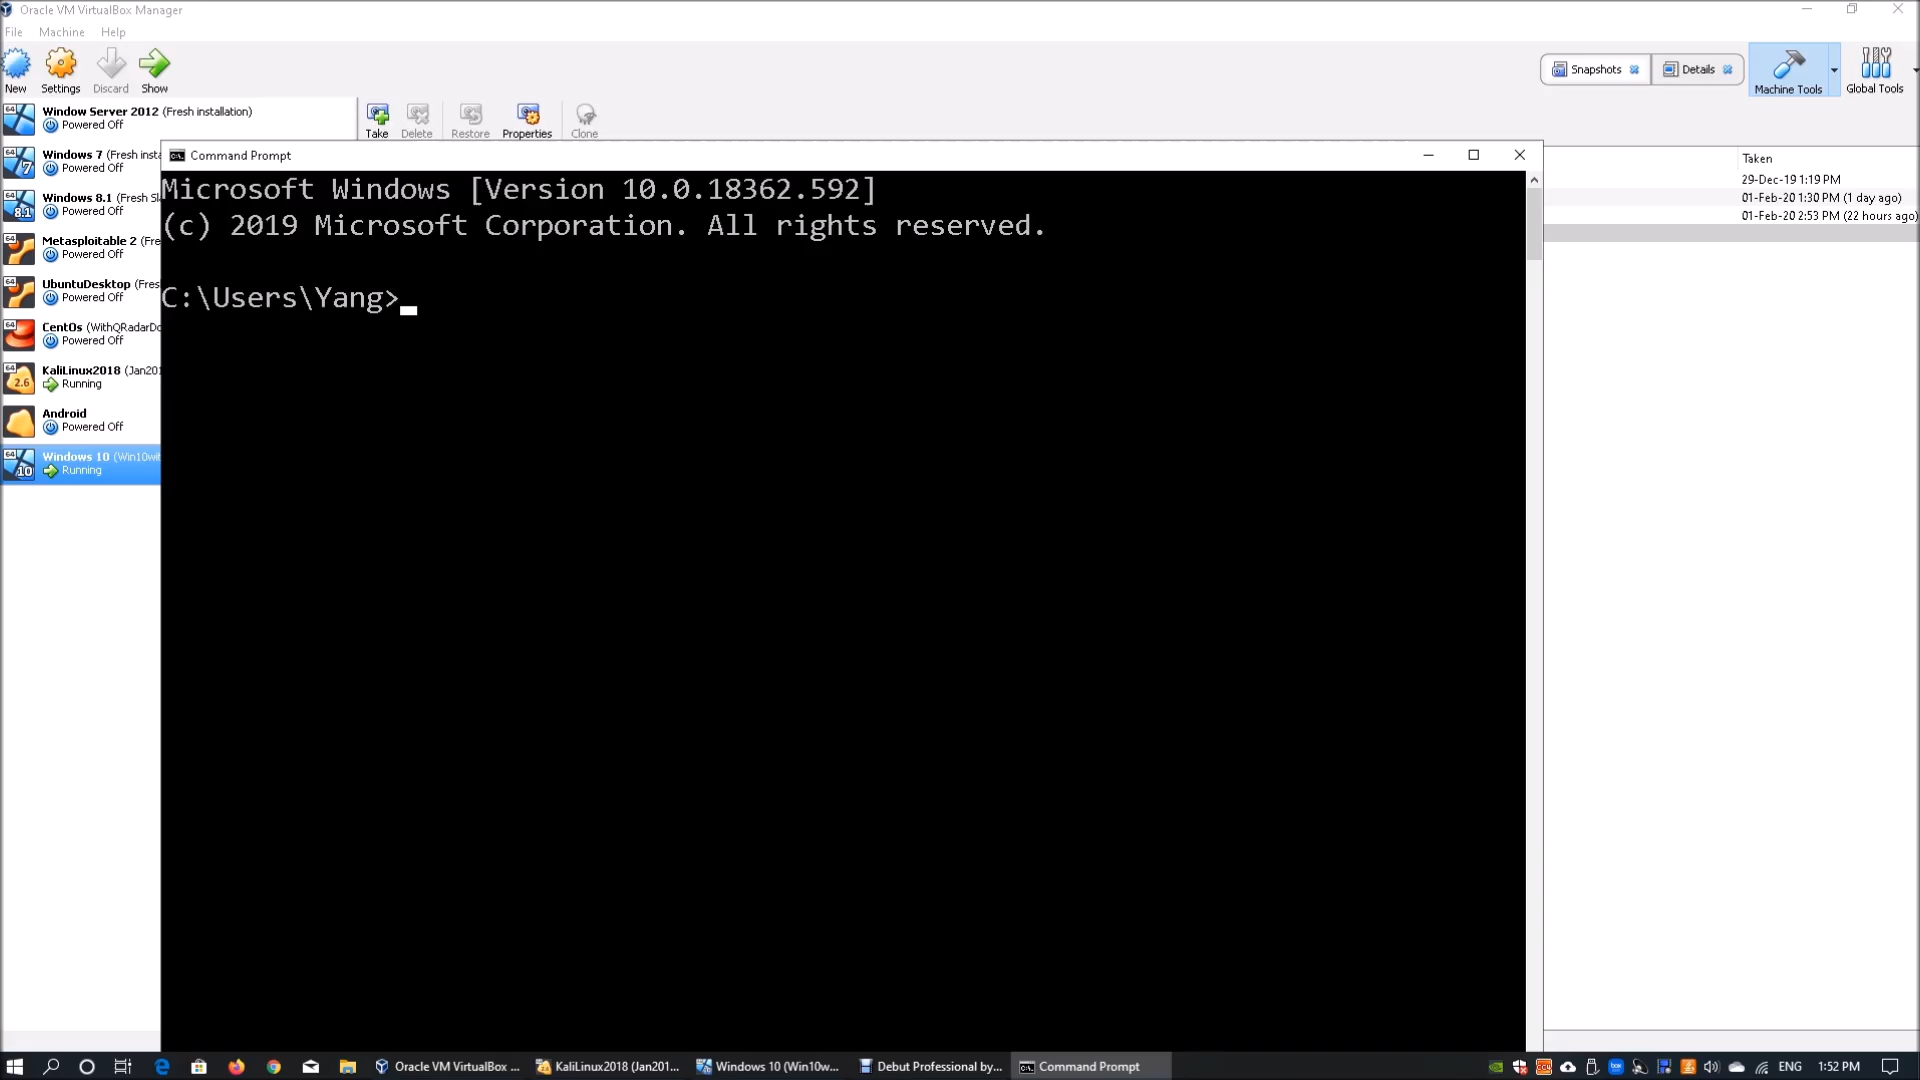 Oracle VM VirtualBox Manager
File Machine Help
New Settings Discard Show
Snapshots Details Machine Tools Global Tools
Window Server 2012 (Fresh installation)
Powered Off
Take Delete Restore Properties Clone
Windows 7 (Fresh insta
Powered Off
Windows 8.1 (Fresh Sl
Powered Off
Metasploitable 2 (Fre
Powered Off
UbuntuDesktop (Fres
Powered Off
CentOs (WithQRadarDo
Powered Off
KaliLinux2018 (Jan201
Running
Android
Powered Off
Windows 10 (Win10wit
Running
Command Prompt
Microsoft Windows [Version 10.0.18362.592]
(c) 2019 Microsoft Corporation. All rights reserved.
C:\Users\Yang>
Taken
29-Dec-19 1:19 PM
01-Feb-20 1:30 PM (1 day ago)
01-Feb-20 2:53 PM (22 hours ago)
Oracle VM VirtualBox ... KaliLinux2018 (Jan201... Windows 10 (Win10w... Debut Professional by... Command Prompt ENG 1:52 PM